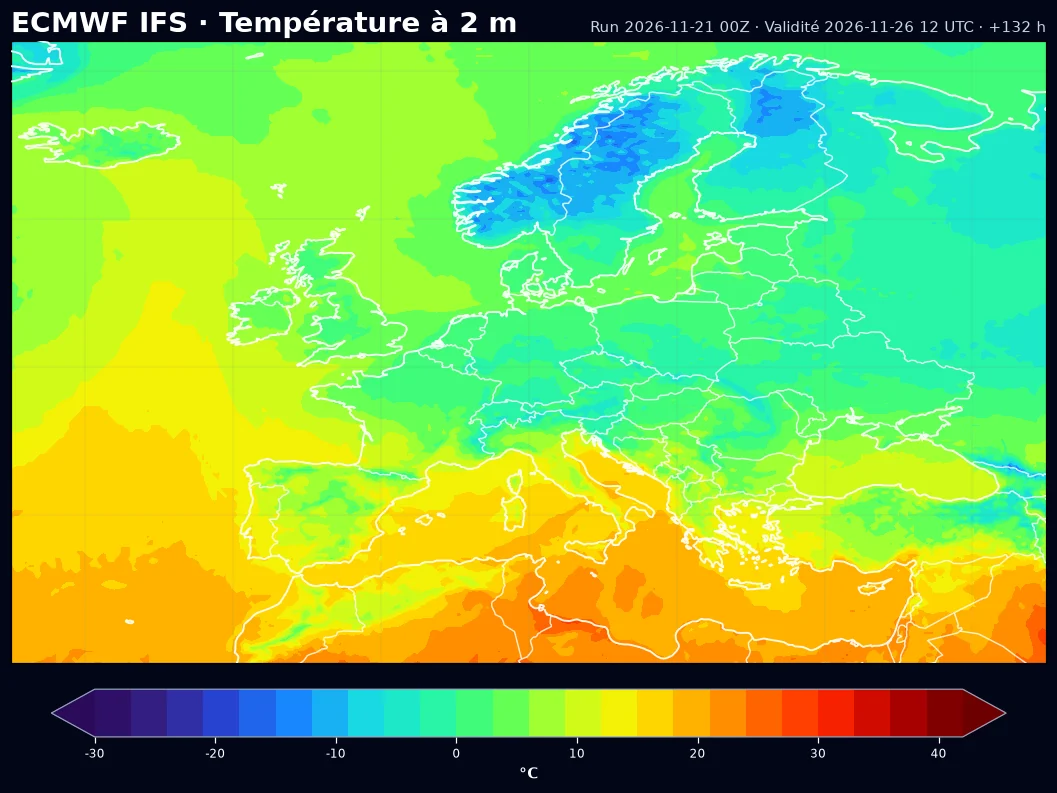 ECMWF IFS · Température à 2 m
Run 2026-11-21 00Z · Validité 2026-11-26 12 UTC · +132 h
-30 -20 -10 0 10 20 30 40
°C